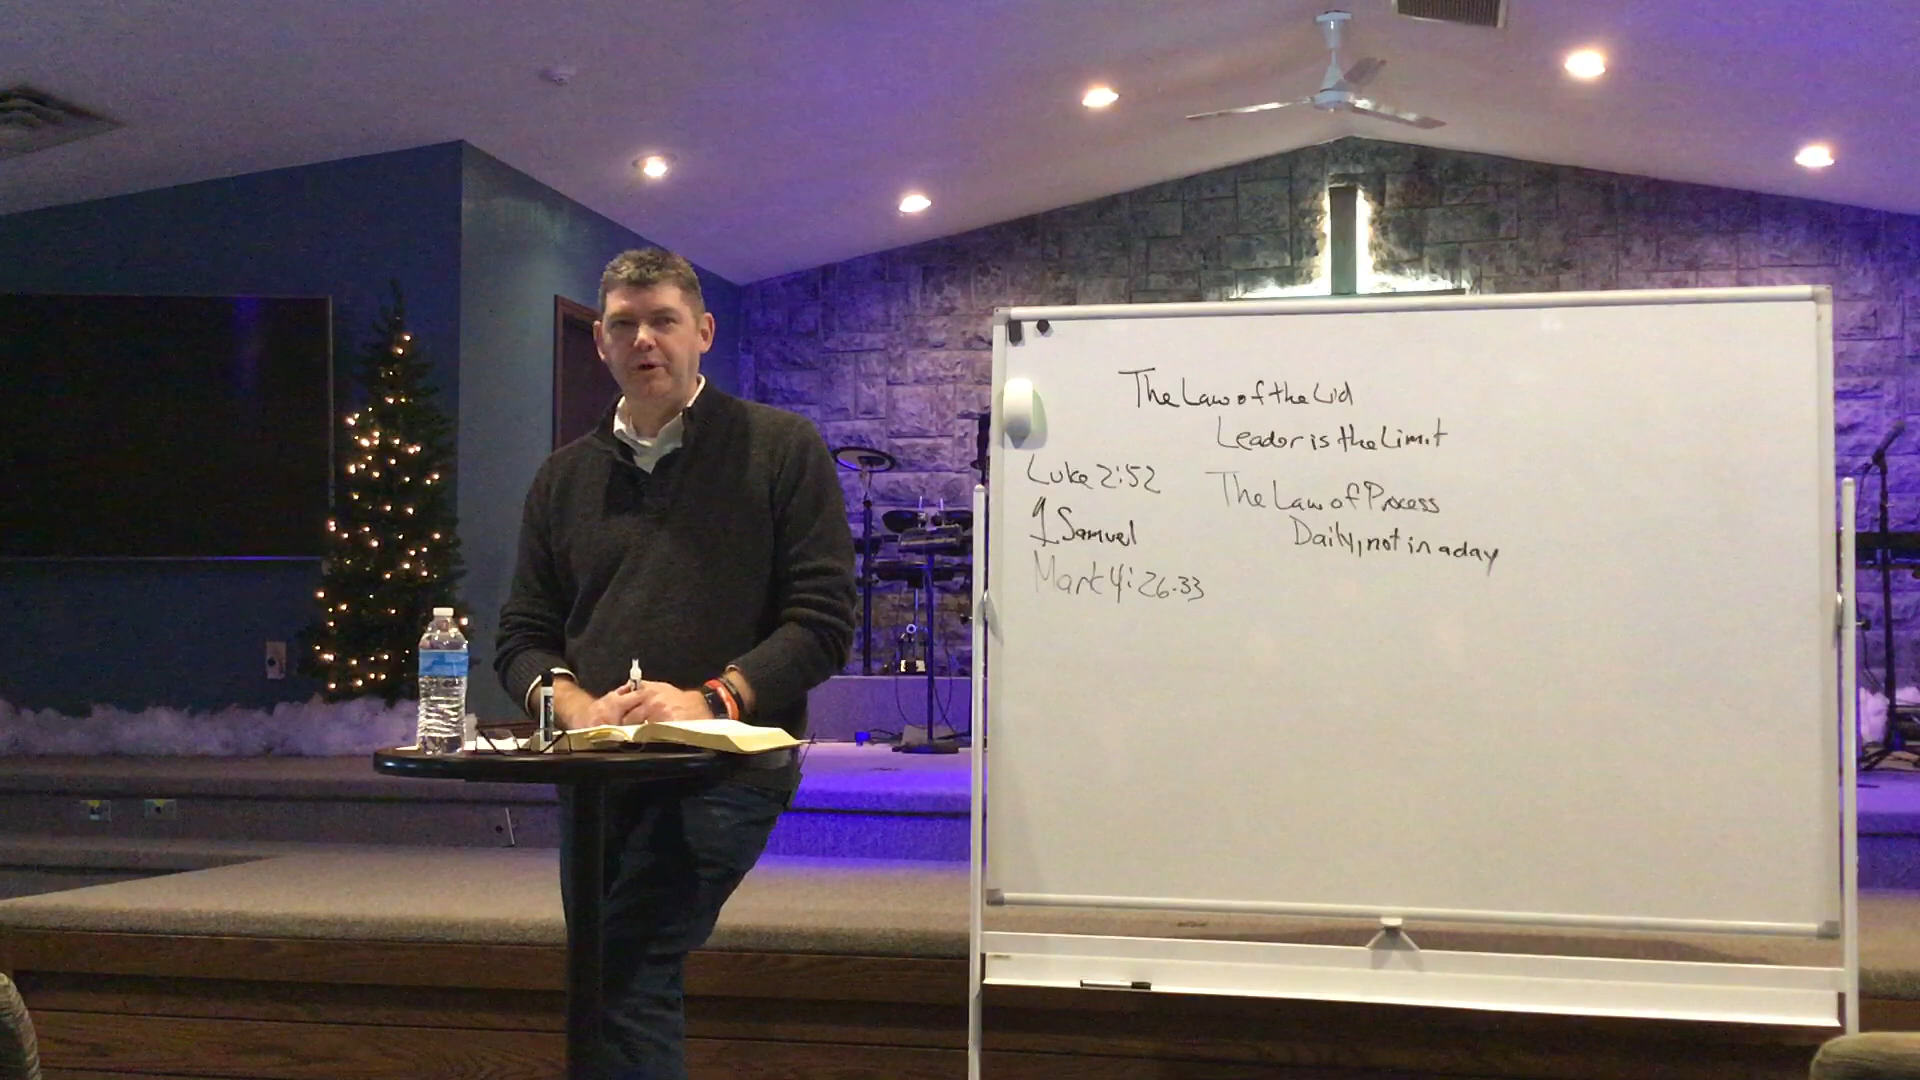 The Law of the Lid
Leader is the Limit
Luke 2:52
The Law of Process
1 Samuel
Daily, not in a day
Mark 4:26-33